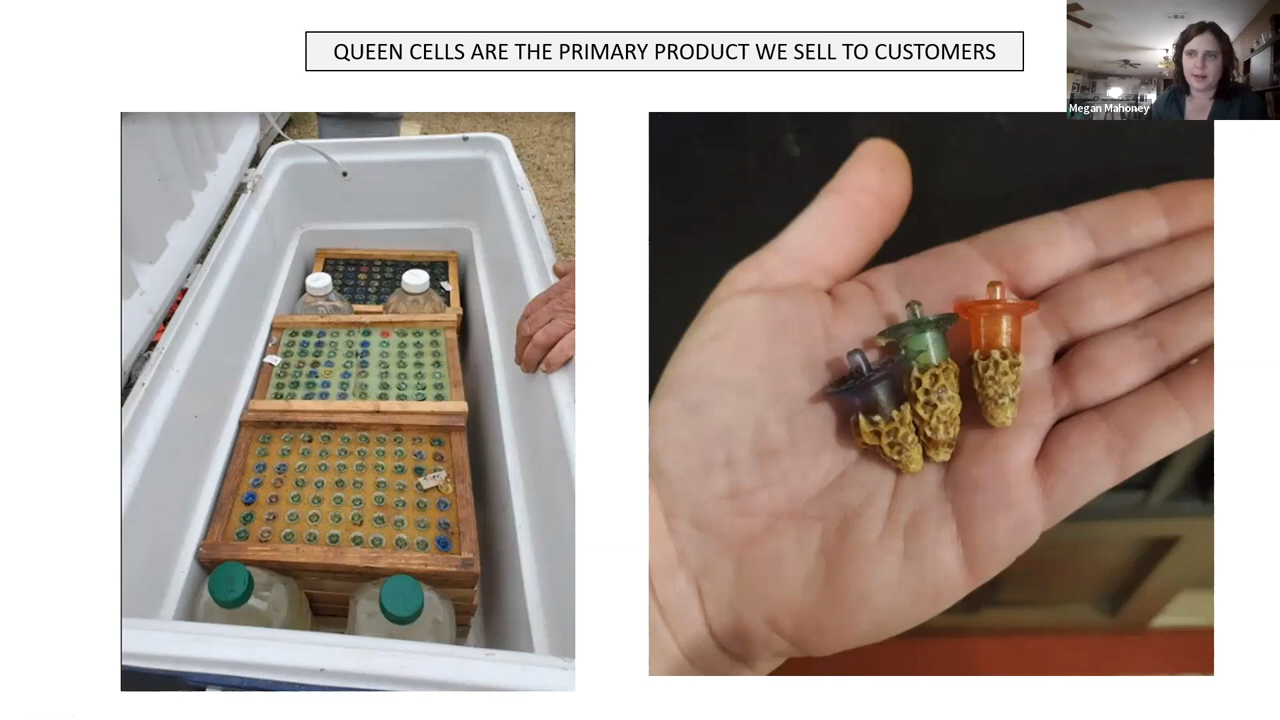 QUEEN CELLS ARE THE PRIMARY PRODUCT WE SELL TO CUSTOMERS
Megan Mahoney